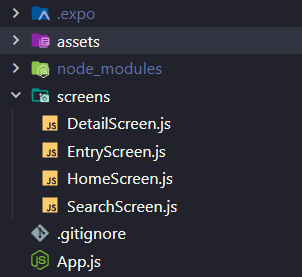 .expo
assets
node_modules
screens
JS DetailScreen.js
JS EntryScreen.js
JS HomeScreen.js
JS SearchScreen.js
.gitignore
App.js